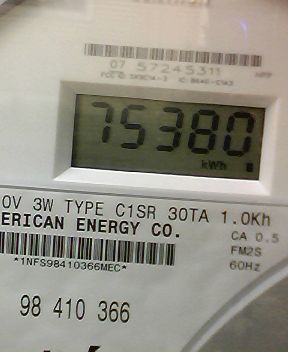 07 57245311
75380
kWh
0V 3W TYPE C1SR 30TA 1.0Kh
ERICAN ENERGY CO. CA 0.5
FM2S
*1NFS98410366MEC* 60Hz
98 410 366